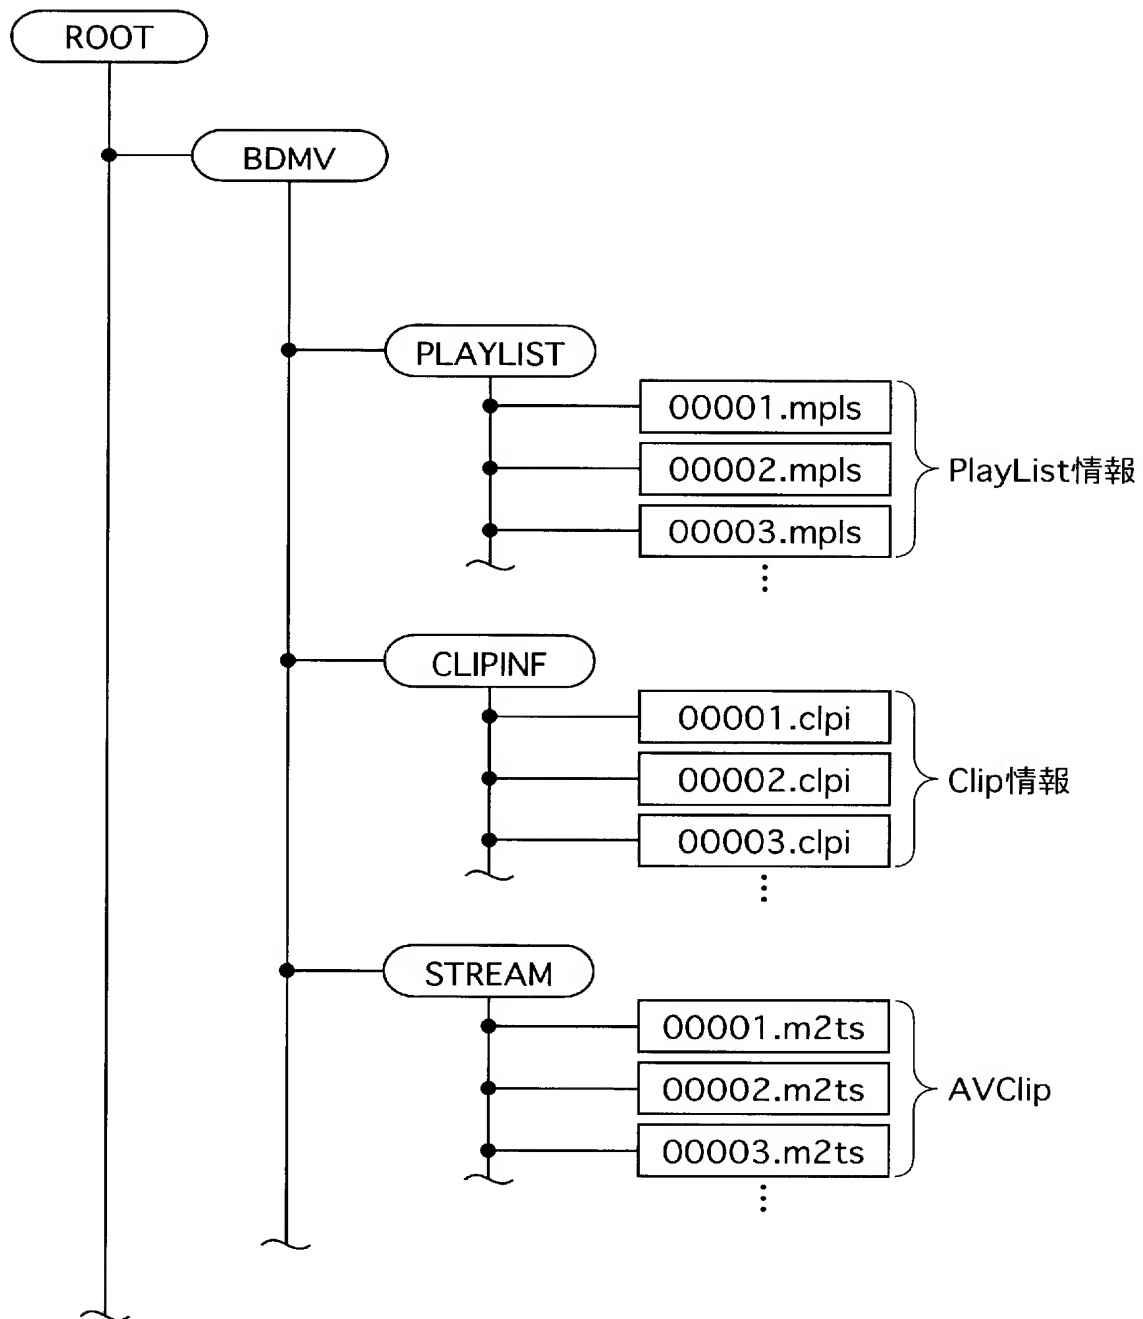 ROOT
BDMV
PLAYLIST
00001.mpls
00002.mpls
00003.mpls
PlayList情報
CLIPINF
00001.clpi
00002.clpi
00003.clpi
Clip情報
STREAM
00001.m2ts
00002.m2ts
00003.m2ts
AVClip